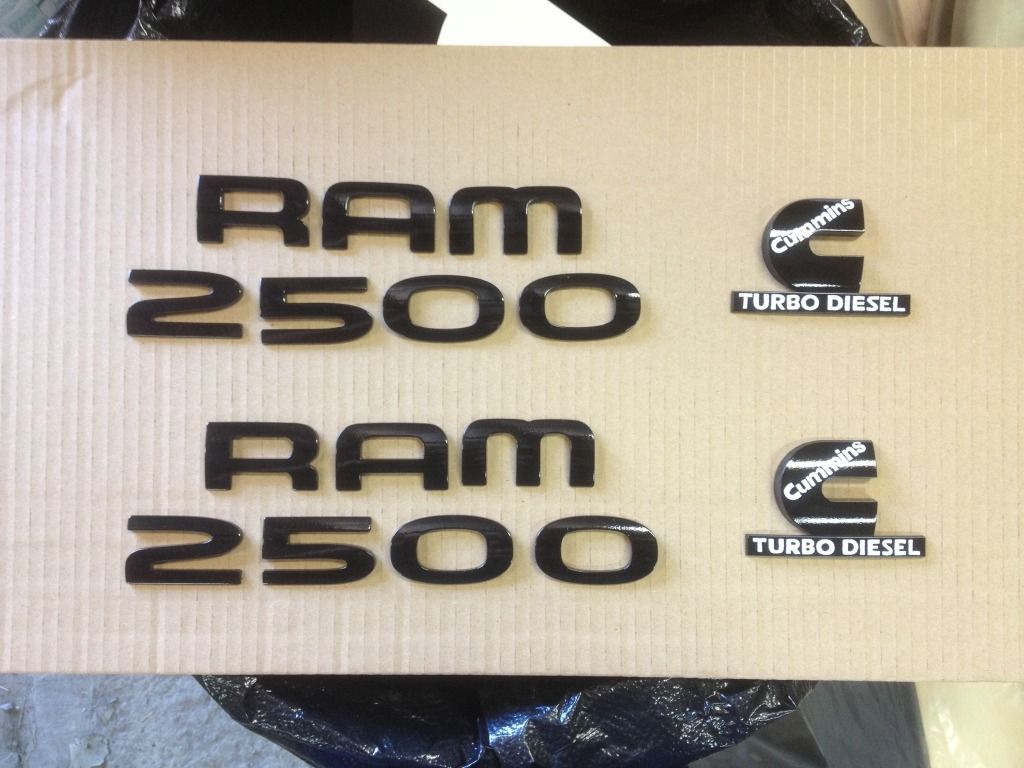 RAM
2500
Cummins
TURBO DIESEL
RAM
2500
Cummins
TURBO DIESEL